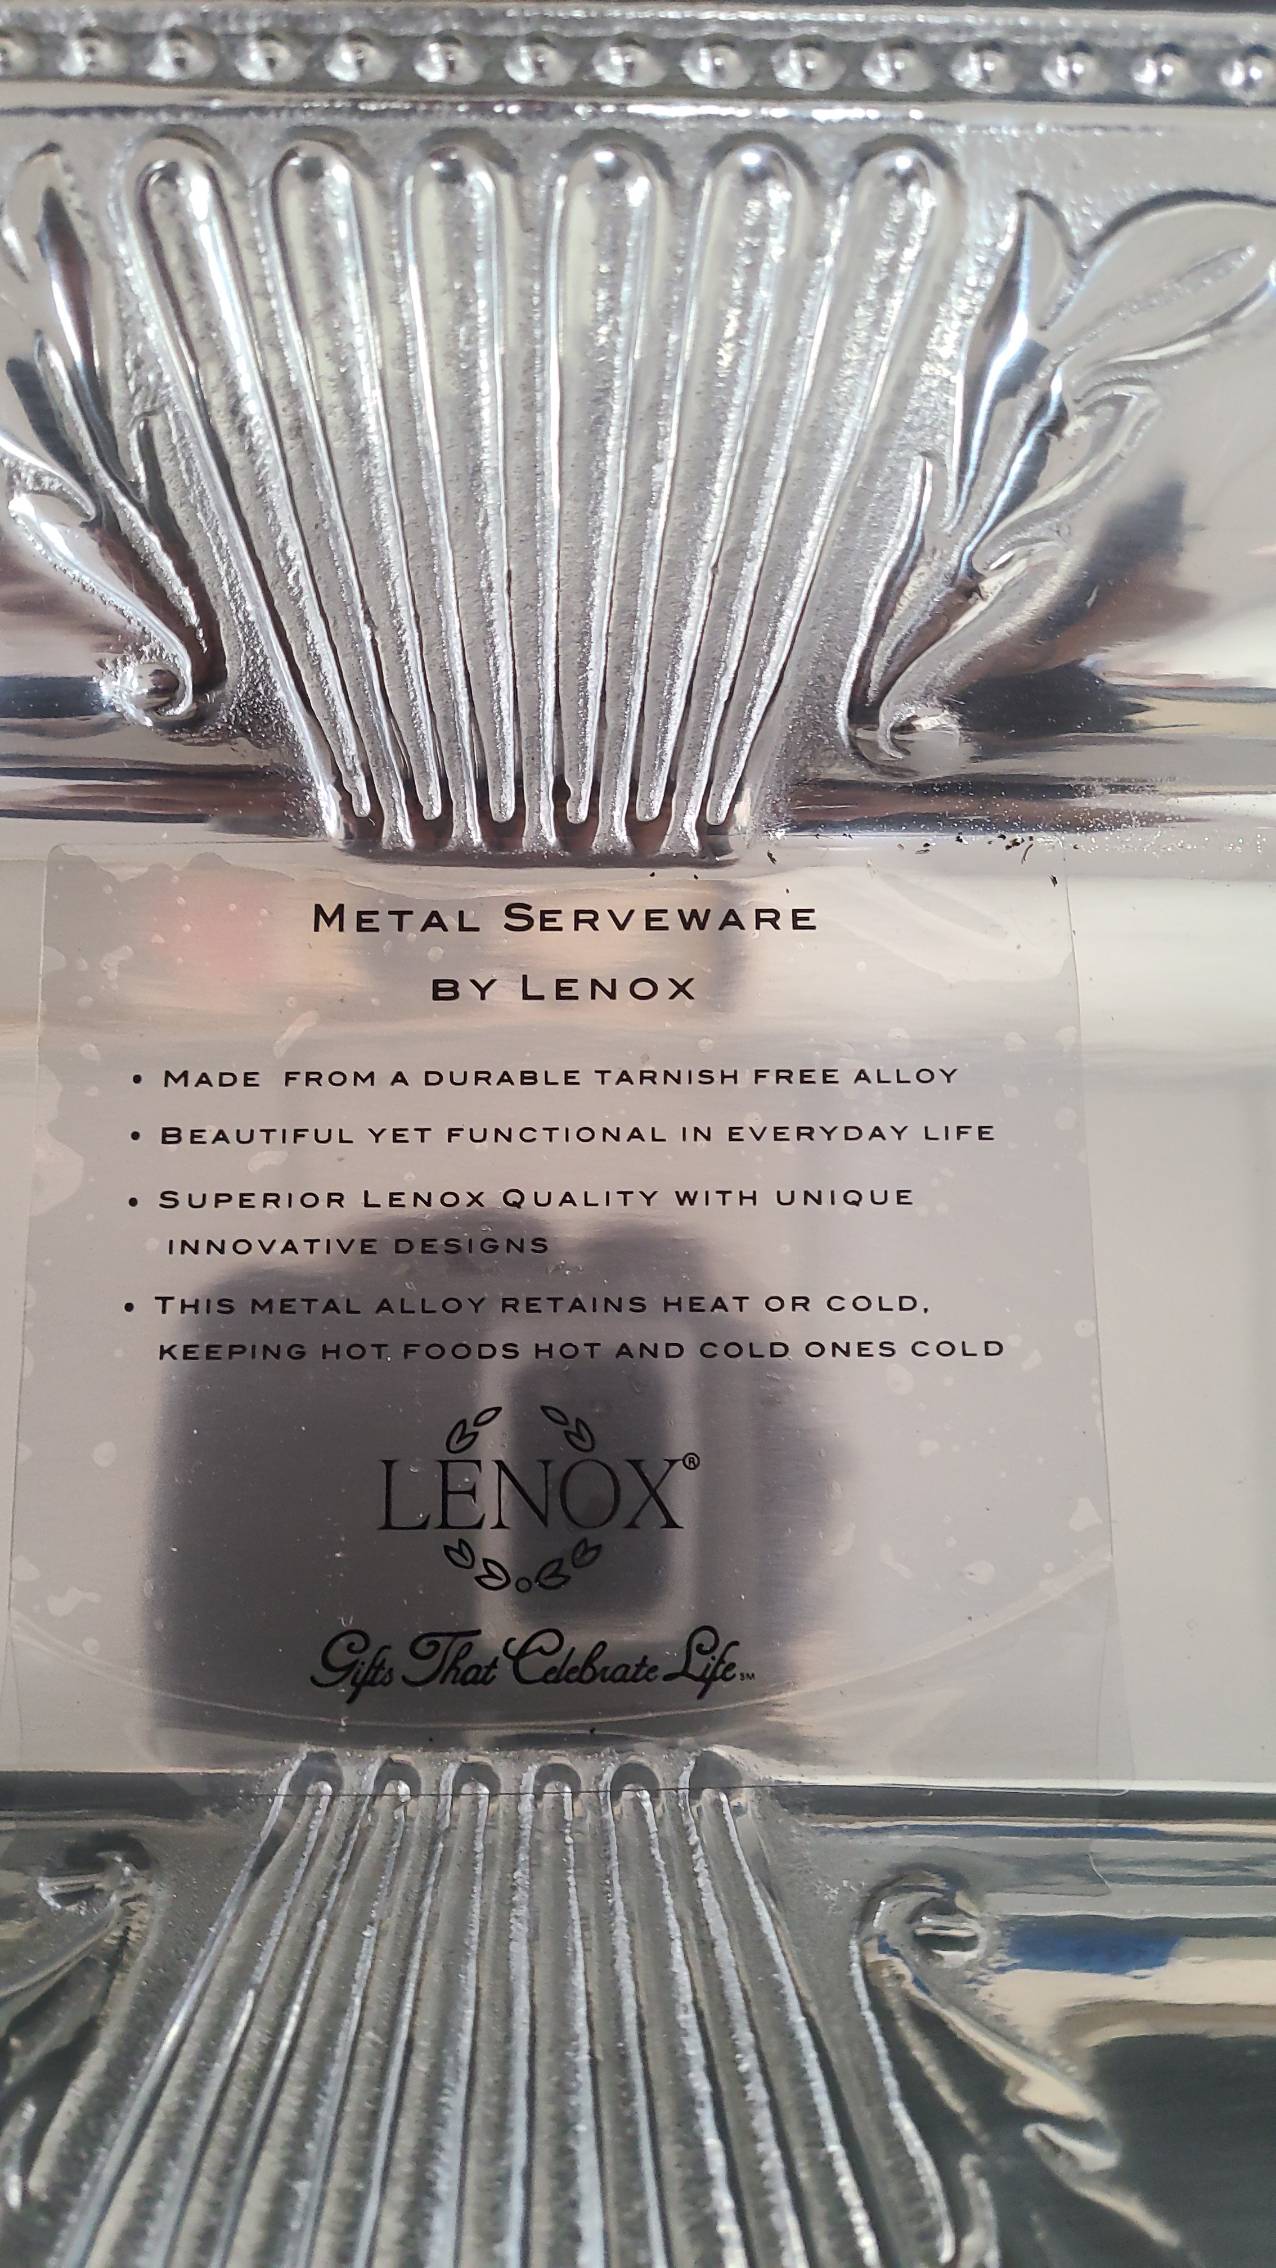 METAL SERVEWARE
BY LENOX
• MADE FROM A DURABLE TARNISH FREE ALLOY
• BEAUTIFUL YET FUNCTIONAL IN EVERYDAY LIFE
• SUPERIOR LENOX QUALITY WITH UNIQUE
INNOVATIVE DESIGNS
• THIS METAL ALLOY RETAINS HEAT OR COLD,
KEEPING HOT FOODS HOT AND COLD ONES COLD
LENOX®
Gifts That Celebrate Life℠